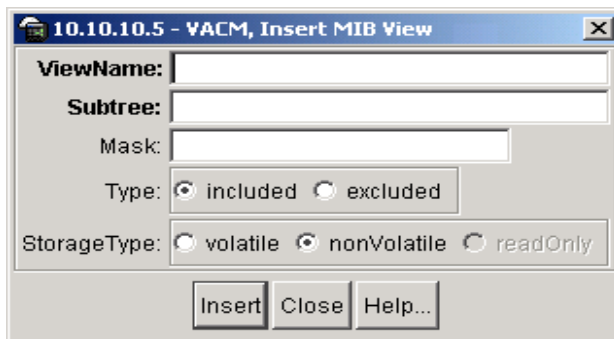 10.10.10.5 - VACM, Insert MIB View
ViewName:
Subtree:
Mask:
Type: included excluded
StorageType: volatile nonVolatile readOnly
Insert Close Help...